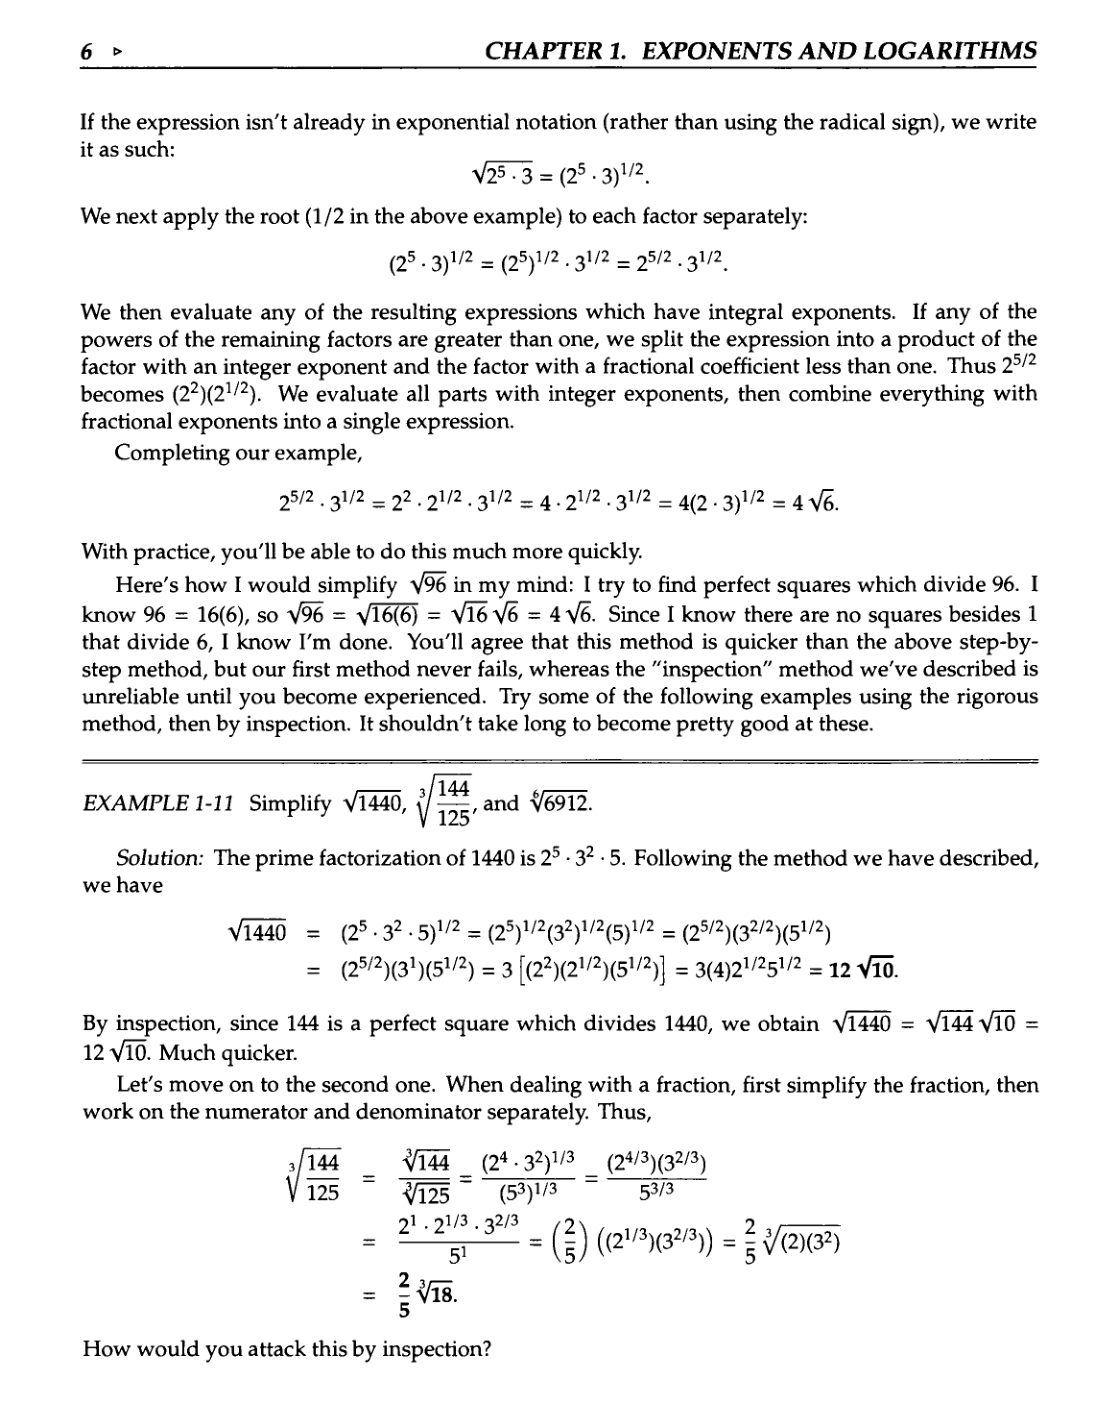 6 ▹ CHAPTER 1. EXPONENTS AND LOGARITHMS
If the expression isn't already in exponential notation (rather than using the radical sign), we write
it as such:
√(2⁵ · 3) = (2⁵ · 3)^{1/2}.
We next apply the root (1/2 in the above example) to each factor separately:
(2⁵ · 3)^{1/2} = (2⁵)^{1/2} · 3^{1/2} = 2^{5/2} · 3^{1/2}.
We then evaluate any of the resulting expressions which have integral exponents. If any of the
powers of the remaining factors are greater than one, we split the expression into a product of the
factor with an integer exponent and the factor with a fractional coefficient less than one. Thus 2^{5/2}
becomes (2²)(2^{1/2}). We evaluate all parts with integer exponents, then combine everything with
fractional exponents into a single expression.
Completing our example,
2^{5/2} · 3^{1/2} = 2² · 2^{1/2} · 3^{1/2} = 4 · 2^{1/2} · 3^{1/2} = 4(2 · 3)^{1/2} = 4√6.
With practice, you'll be able to do this much more quickly.
Here's how I would simplify √96 in my mind: I try to find perfect squares which divide 96. I
know 96 = 16(6), so √96 = √(16(6)) = √16 √6 = 4√6. Since I know there are no squares besides 1
that divide 6, I know I'm done. You'll agree that this method is quicker than the above step-by-
step method, but our first method never fails, whereas the "inspection" method we've described is
unreliable until you become experienced. Try some of the following examples using the rigorous
method, then by inspection. It shouldn't take long to become pretty good at these.
EXAMPLE 1-11 Simplify √1440, ∛(144/125), and ⁶√6912.
Solution: The prime factorization of 1440 is 2⁵ · 3² · 5. Following the method we have described,
we have
√1440 = (2⁵ · 3² · 5)^{1/2} = (2⁵)^{1/2}(3²)^{1/2}(5)^{1/2} = (2^{5/2})(3^{2/2})(5^{1/2})
= (2^{5/2})(3¹)(5^{1/2}) = 3 [(2²)(2^{1/2})(5^{1/2})] = 3(4)2^{1/2}5^{1/2} = 12√10.
By inspection, since 144 is a perfect square which divides 1440, we obtain √1440 = √144 √10 =
12√10. Much quicker.
Let's move on to the second one. When dealing with a fraction, first simplify the fraction, then
work on the numerator and denominator separately. Thus,
∛(144/125) = ∛144/∛125 = (2⁴ · 3²)^{1/3}/(5³)^{1/3} = (2^{4/3})(3^{2/3})/5^{3/3}
= 2¹ · 2^{1/3} · 3^{2/3}/5¹ = (2/5) ((2^{1/3})(3^{2/3})) = 2/5 ∛((2)(3²))
= 2/5 ∛18.
How would you attack this by inspection?